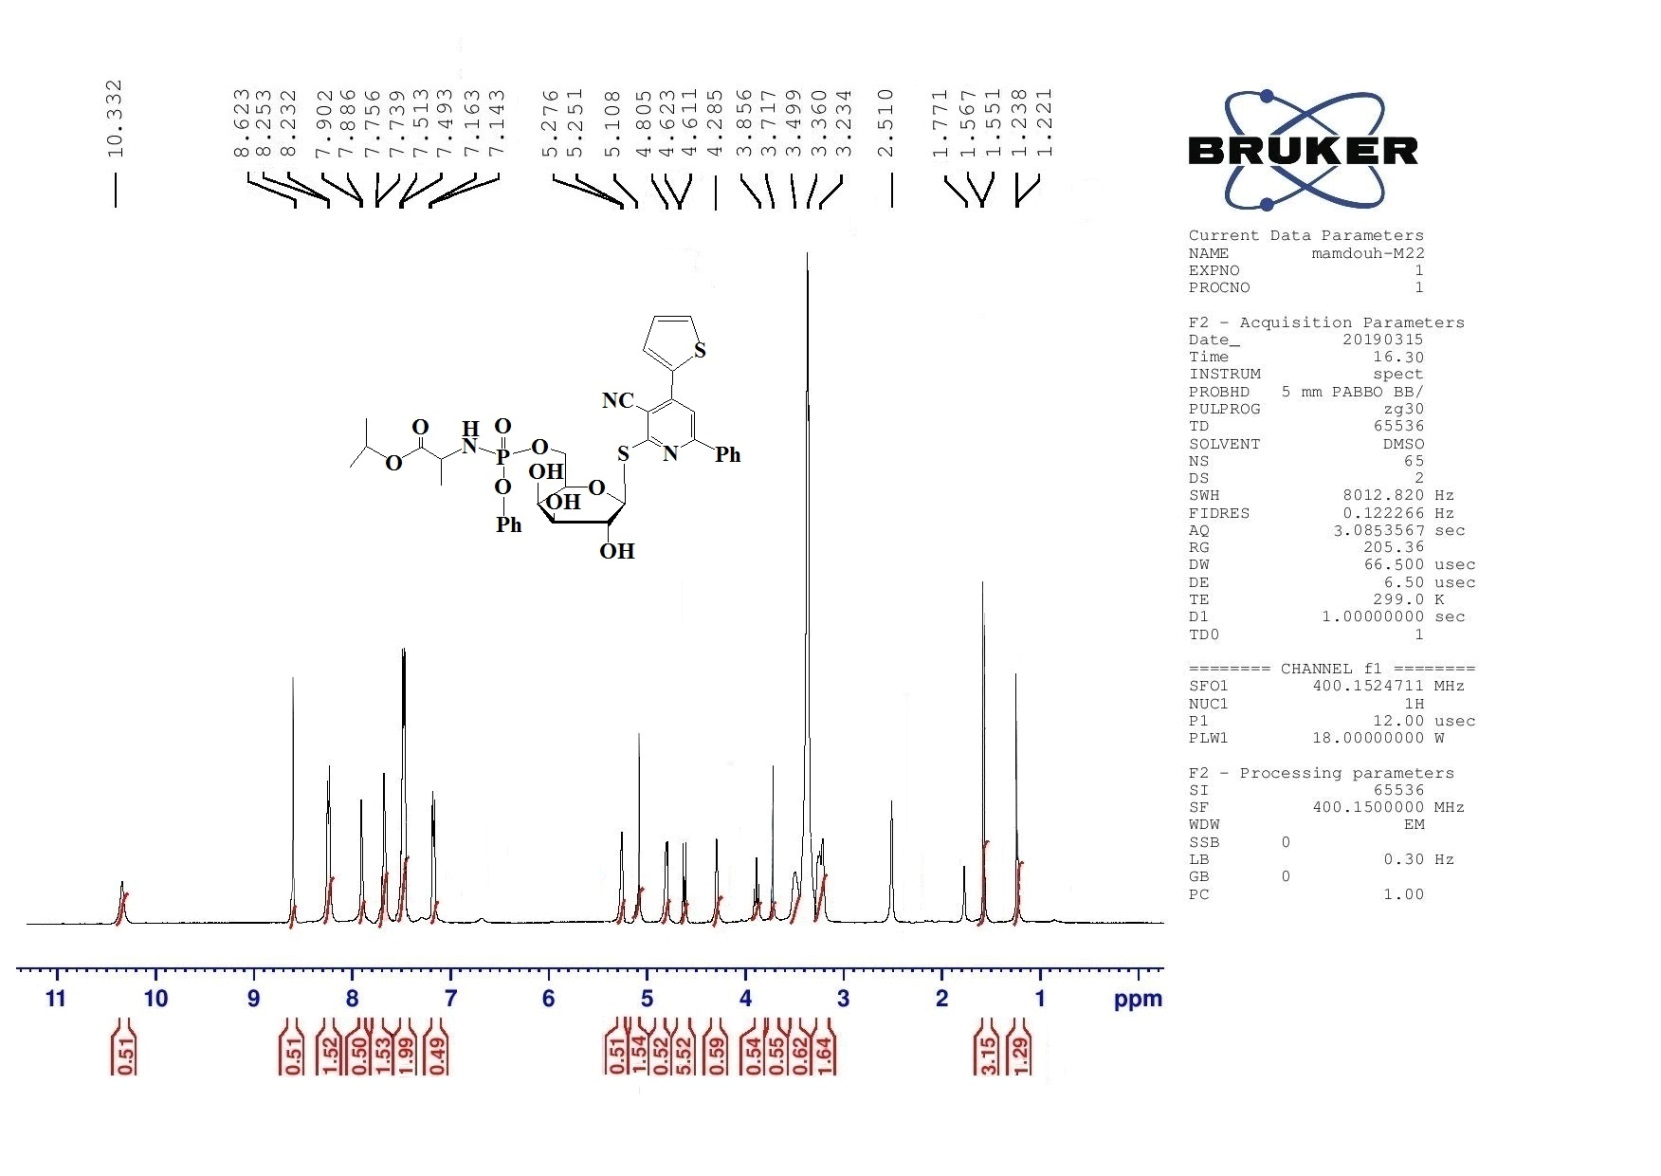 10.332
8.623
8.253
8.232
7.902
7.886
7.756
7.739
7.513
7.493
7.163
7.143
5.276
5.251
5.108
4.805
4.623
4.611
4.285
3.856
3.717
3.499
3.360
3.234
2.510
1.771
1.567
1.551
1.238
1.221
BRUKER
Current Data Parameters
NAME mamdouh-M22
EXPNO 1
PROCNO 1
F2 - Acquisition Parameters
Date_ 20190315
Time 16.30
INSTRUM spect
PROBHD 5 mm PABBO BB/
PULPROG zg30
TD 65536
SOLVENT DMSO
NS 65
DS 2
SWH 8012.820 Hz
FIDRES 0.122266 Hz
AQ 3.0853567 sec
RG 205.36
DW 66.500 usec
DE 6.50 usec
TE 299.0 K
D1 1.00000000 sec
TD0 1
======== CHANNEL f1 ========
SFO1 400.1524711 MHz
NUC1 1H
P1 12.00 usec
PLW1 18.00000000 W
F2 - Processing parameters
SI 65536
SF 400.1500000 MHz
WDW EM
SSB 0
LB 0.30 Hz
GB 0
PC 1.00
S
NC
O H O
N P O S N Ph
O OH
O O
OH
Ph
OH
11 10 9 8 7 6 5 4 3 2 1 ppm
0.51
0.51
1.52
0.50
1.53
1.99
0.49
0.51
1.54
0.52
5.52
0.59
0.54
0.55
0.62
1.64
3.15
1.29